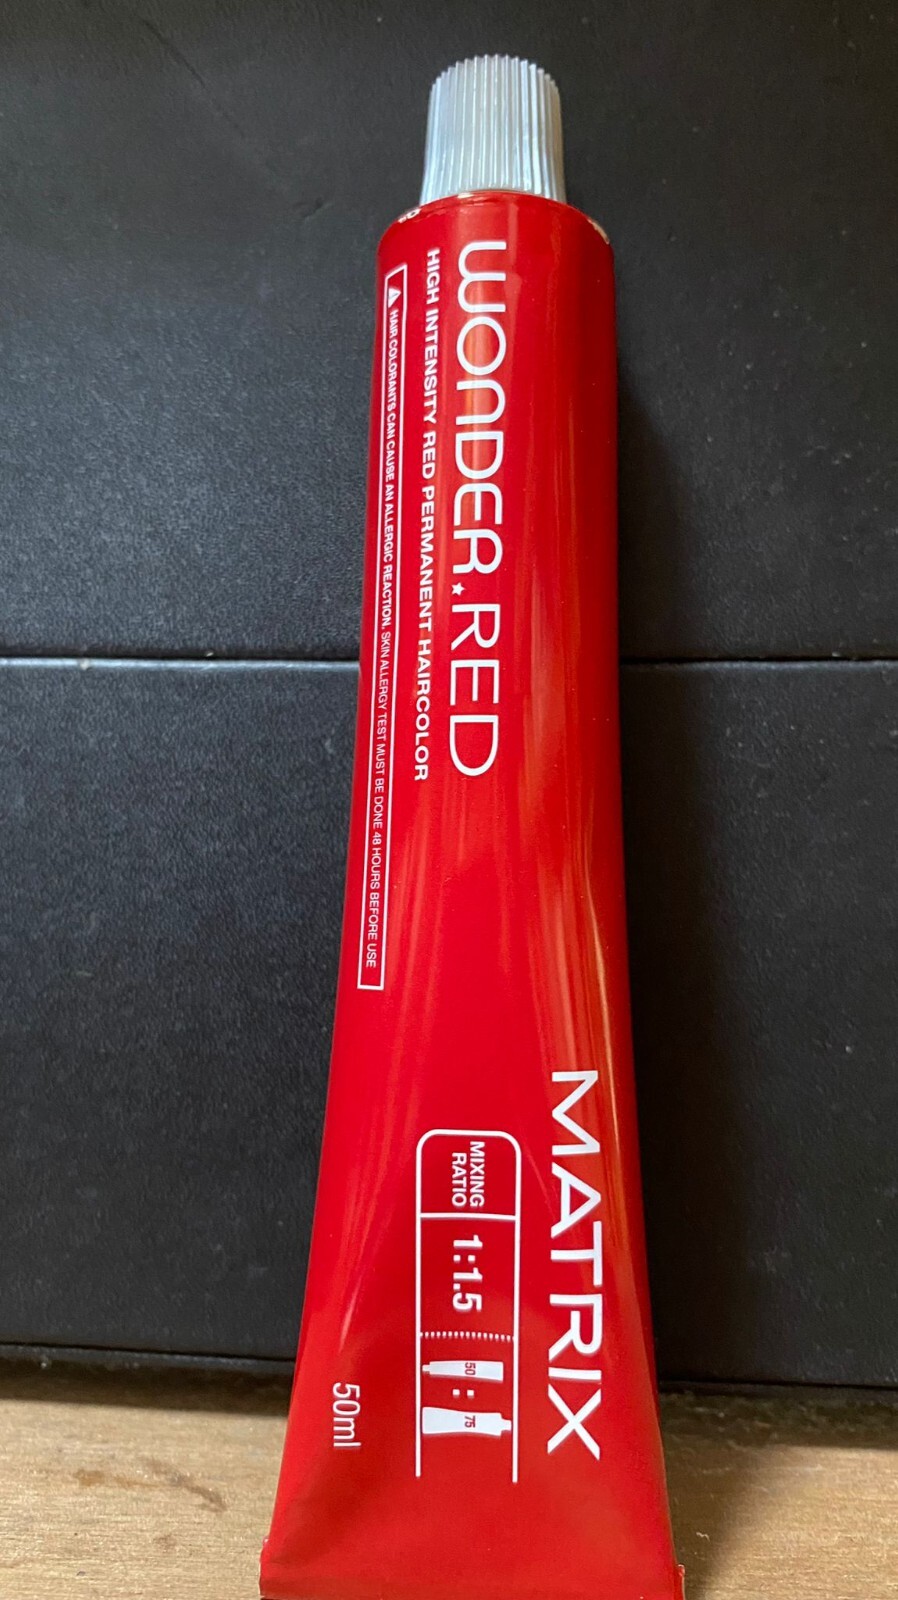 WONDER★RED
HIGH INTENSITY RED PERMANENT HAIRCOLOR
⚠ HAIR COLORANTS CAN CAUSE AN ALLERGIC REACTION. SKIN ALLERGY TEST MUST BE DONE 48 HOURS BEFORE USE
MATRIX
MIXING
RATIO
1:1.5
50 : 75
50ml